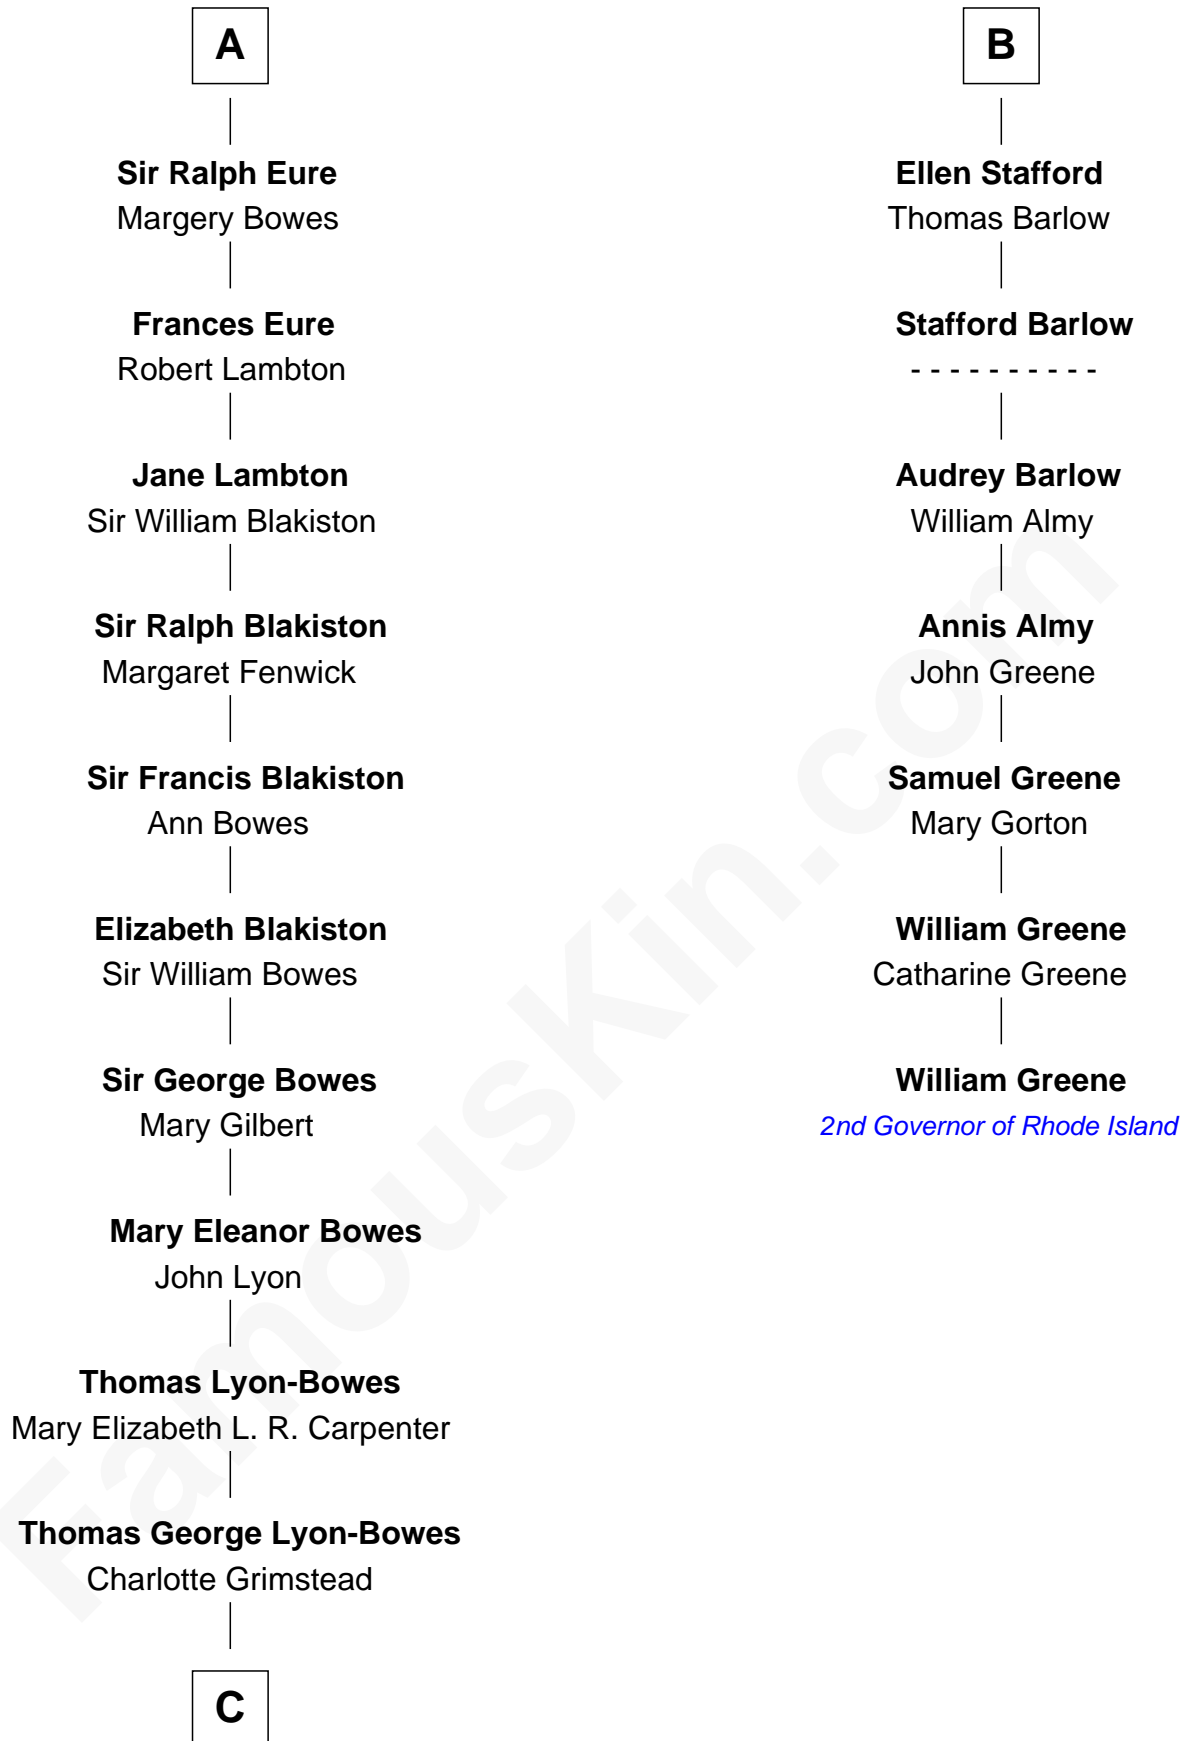 A
Sir Ralph Eure
Margery Bowes
Frances Eure
Robert Lambton
Jane Lambton
Sir William Blakiston
Sir Ralph Blakiston
Margaret Fenwick
Sir Francis Blakiston
Ann Bowes
Elizabeth Blakiston
Sir William Bowes
Sir George Bowes
Mary Gilbert
Mary Eleanor Bowes
John Lyon
Thomas Lyon-Bowes
Mary Elizabeth L. R. Carpenter
Thomas George Lyon-Bowes
Charlotte Grimstead
C
B
Ellen Stafford
Thomas Barlow
Stafford Barlow
- - - - - - - - - -
Audrey Barlow
William Almy
Annis Almy
John Greene
Samuel Greene
Mary Gorton
William Greene
Catharine Greene
William Greene
2nd Governor of Rhode Island
FamousKin.com